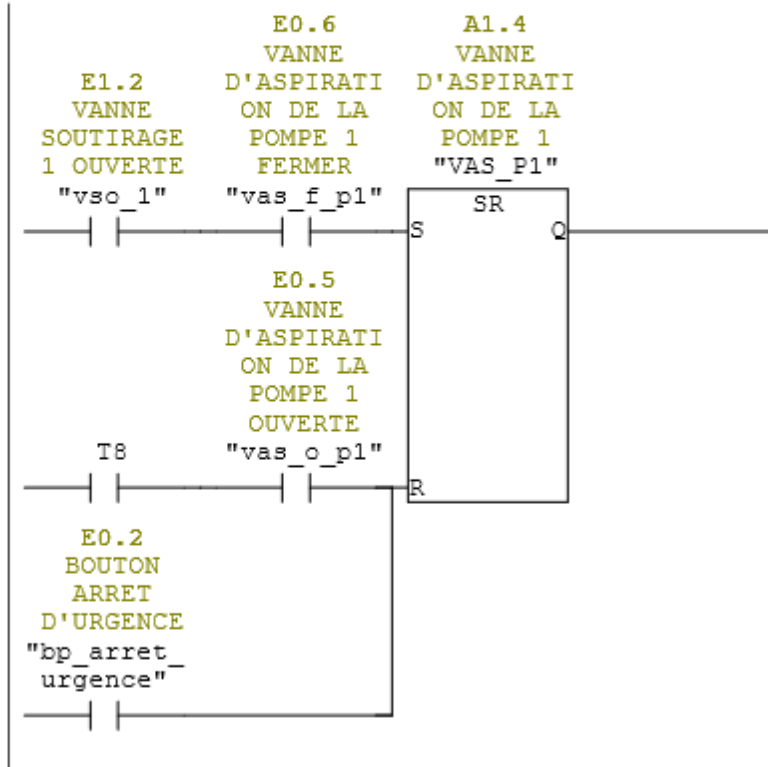 E1.2
VANNE
SOUTIRAGE
1 OUVERTE
"vso_1"
E0.6
VANNE
D'ASPIRATI
ON DE LA
POMPE 1
FERMER
"vas_f_p1"
A1.4
VANNE
D'ASPIRATI
ON DE LA
POMPE 1
"VAS_P1"
SR
S
Q
T8
E0.5
VANNE
D'ASPIRATI
ON DE LA
POMPE 1
OUVERTE
"vas_o_p1"
R
E0.2
BOUTON
ARRET
D'URGENCE
"bp_arret_
urgence"